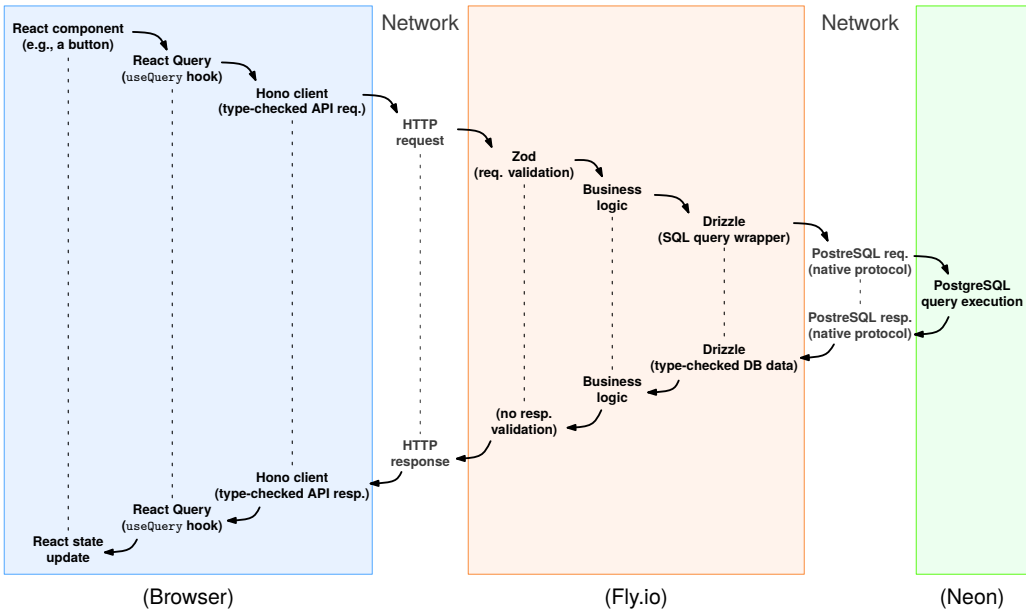 Network
Network
React component
(e.g., a button)
React Query
(useQuery hook)
Hono client
(type-checked API req.)
HTTP
request
Zod
(req. validation)
Business
logic
Drizzle
(SQL query wrapper)
PostreSQL req.
(native protocol)
PostgreSQL
query execution
PostreSQL resp.
(native protocol)
Drizzle
(type-checked DB data)
Business
logic
(no resp.
validation)
HTTP
response
Hono client
(type-checked API resp.)
React Query
(useQuery hook)
React state
update
(Browser)
(Fly.io)
(Neon)